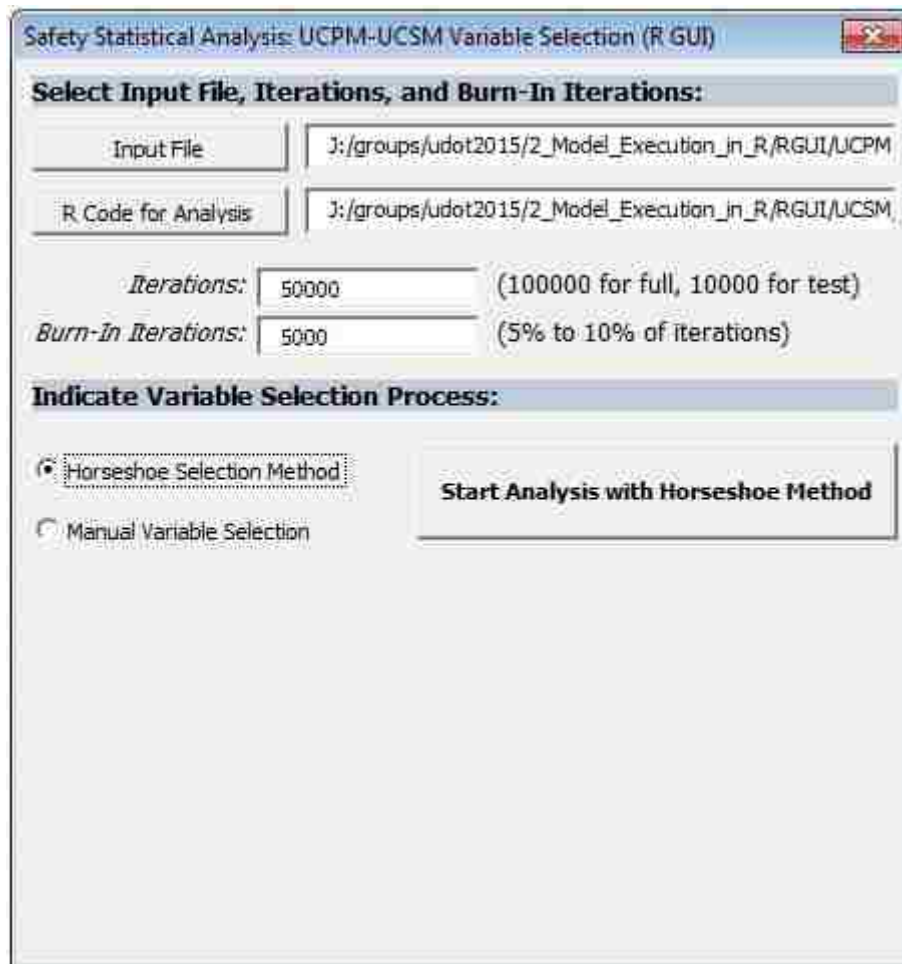 Safety Statistical Analysis: UCPM-UCSM Variable Selection (R GUI)
Select Input File, Iterations, and Burn-In Iterations:
Input File
J:/groups/udot2015/2_Model_Execution_in_R/RGUI/UCPM
R Code for Analysis
J:/groups/udot2015/2_Model_Execution_in_R/RGUI/UCSM_
Iterations: 50000 (100000 for full, 10000 for test)
Burn-In Iterations: 5000 (5% to 10% of iterations)
Indicate Variable Selection Process:
Horseshoe Selection Method
Start Analysis with Horseshoe Method
Manual Variable Selection